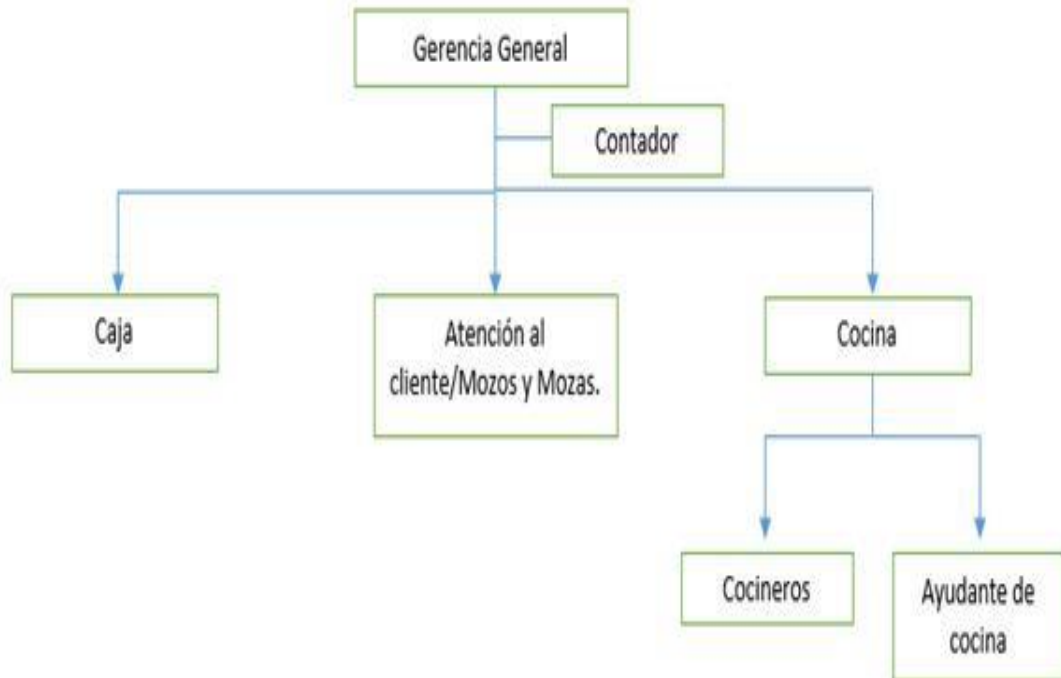 Gerencia General
Contador
Caja
Atención al
cliente/Mozos y Mozas.
Cocina
Cocineros
Ayudante de
cocina